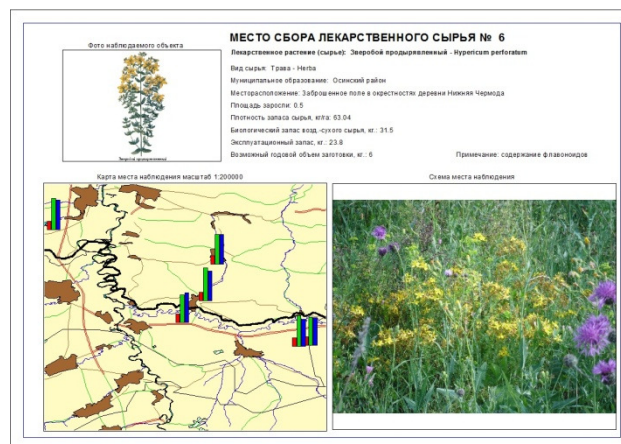 МЕСТО СБОРА ЛЕКАРСТВЕННОГО СЫРЬЯ № 6
Фото наблюдаемого объекта
Лекарственное растение (сырье): Зверобой продырявленный - Hypericum perforatum
Вид сырья: Трава - Herba
Муниципальное образование: Осинский район
Месторасположение: Заброшенное поле в окрестностях деревни Нижняя Чермода
Площадь заросли: 0.5
Плотность запаса сырья, кг/га: 63.04
Биологический запас возд.-сухого сырья, кг.: 31.5
Эксплуатационный запас, кг.: 23.8
Возможный годовой объем заготовки, кг.: 6
Примечание: содержание флавоноидов
Зверобой продырявленный
Карта места наблюдения масштаб 1:200000
Схема места наблюдения